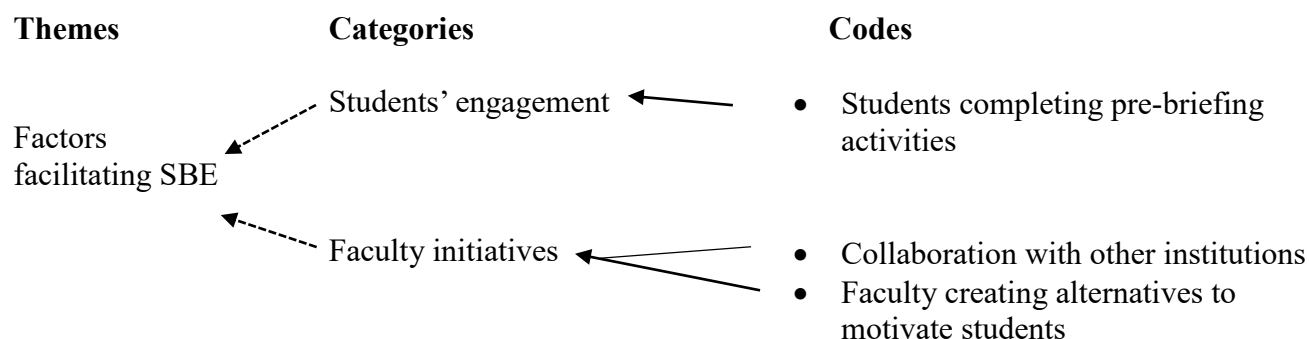 Themes Categories Codes
Students’ engagement
• Students completing pre-briefing
activities
Factors
facilitating SBE
Faculty initiatives
• Collaboration with other institutions
• Faculty creating alternatives to
motivate students